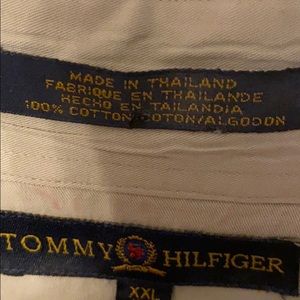 MADE IN THAILAND
FABRIQUE EN THAILANDE
HECHO EN TAILANDIA
100% COTTON/COTON/ALGODON
TOMMY HILFIGER
XXL